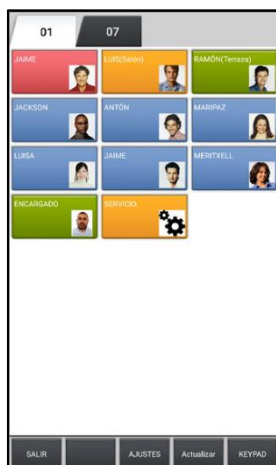 01 07
JAIME LUIS(Salón) RAMÓN(Terraza)
JACKSON ANTÓN MARIPAZ
LUISA JAIME MERITXELL
ENCARGADO SERVICIO
SALIR AJUSTES Actualizar KEYPAD